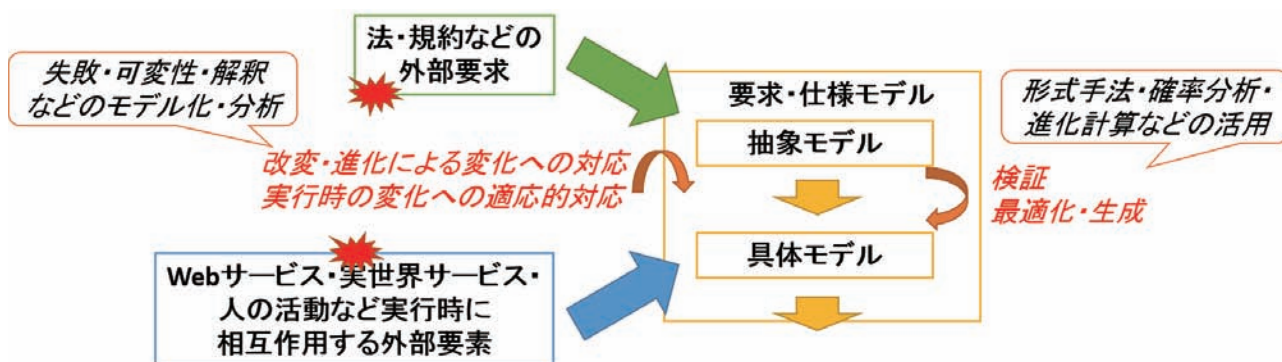 法・規約などの
外部要求
失敗・可変性・解釈
などのモデル化・分析
要求・仕様モデル
抽象モデル
形式手法・確率分析・
進化計算などの活用
改変・進化による変化への対応
実行時の変化への適応的対応
検証
最適化・生成
具体モデル
Webサービス・実世界サービス・
人の活動など実行時に
相互作用する外部要素